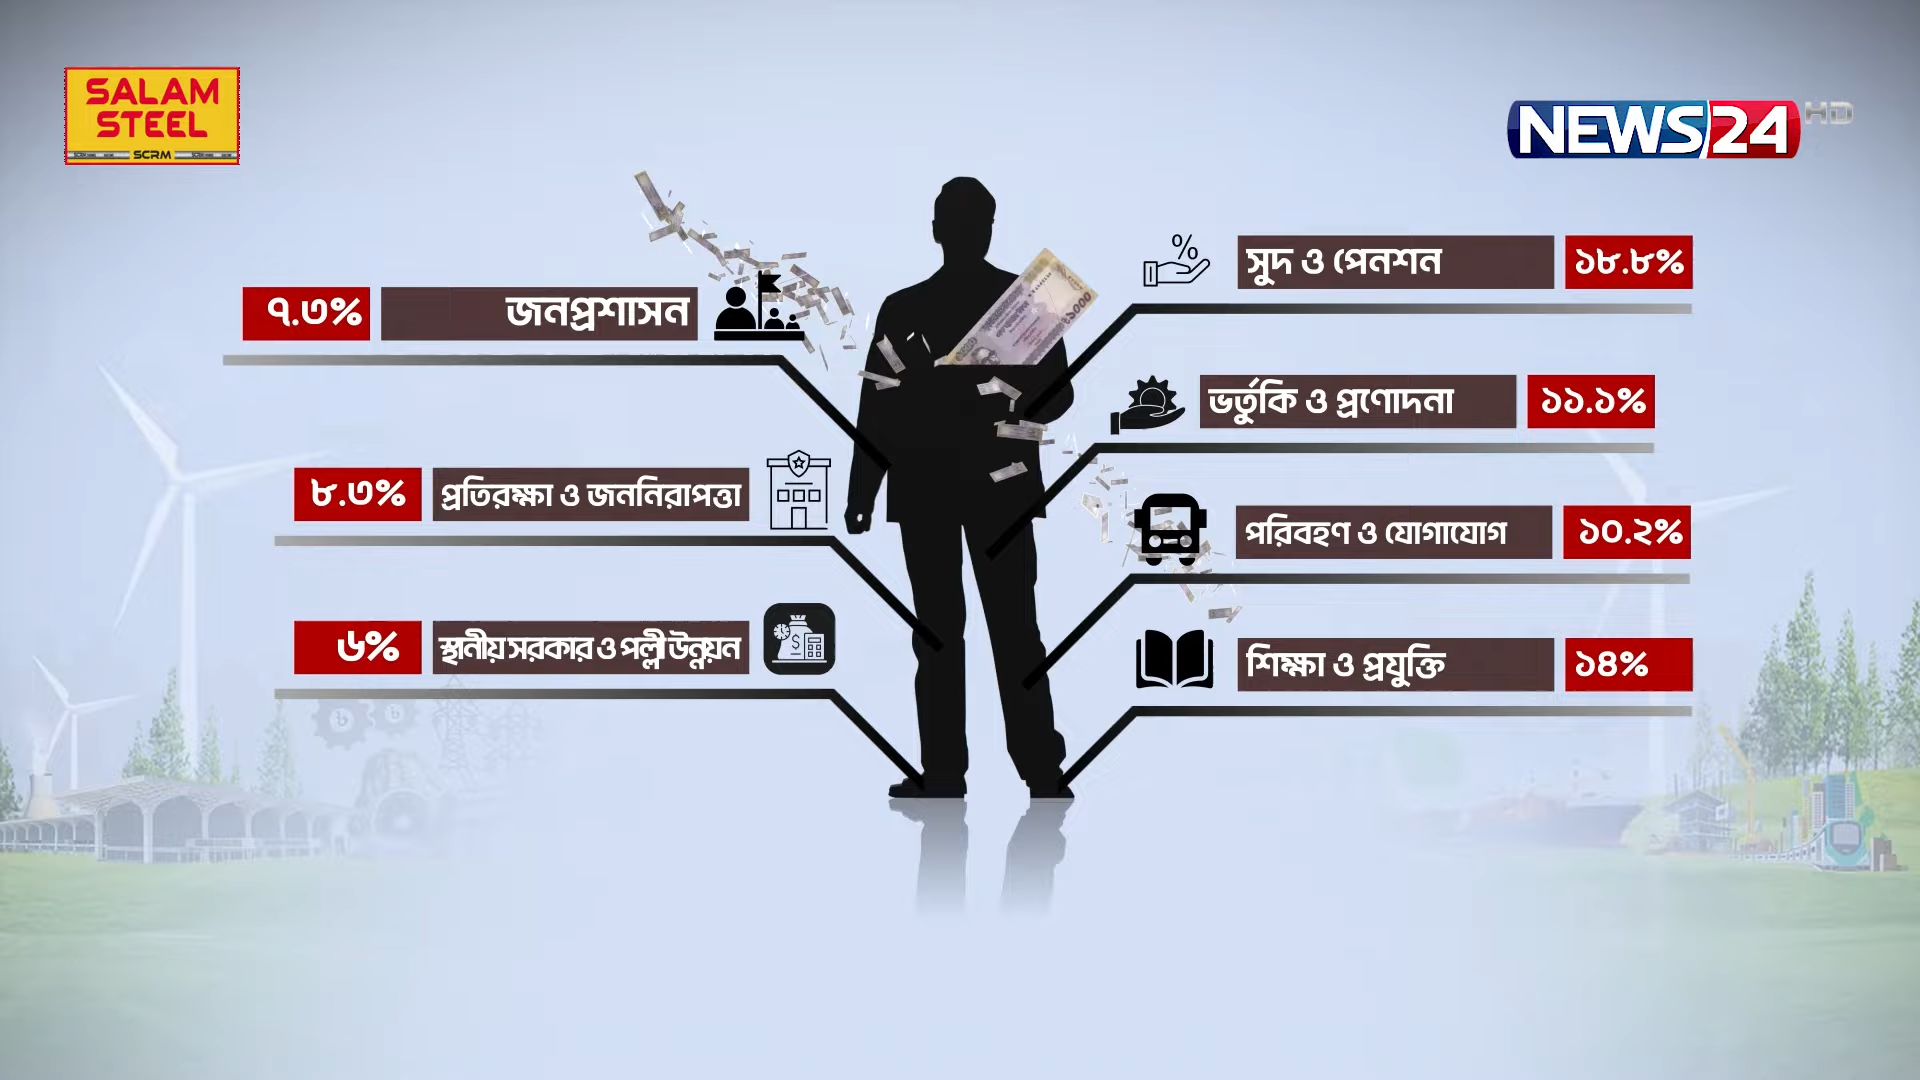 SALAM
STEEL
SCRM
NEWS24 HD
৭.৩% জনপ্রশাসন
৮.৩% প্রতিরক্ষা ও জননিরাপত্তা
৬% স্থানীয় সরকার ও পল্লী উন্নয়ন
সুদ ও পেনশন ১৮.৮%
ভর্তুকি ও প্রণোদনা ১১.১%
পরিবহণ ও যোগাযোগ ১০.২%
শিক্ষা ও প্রযুক্তি ১৪%